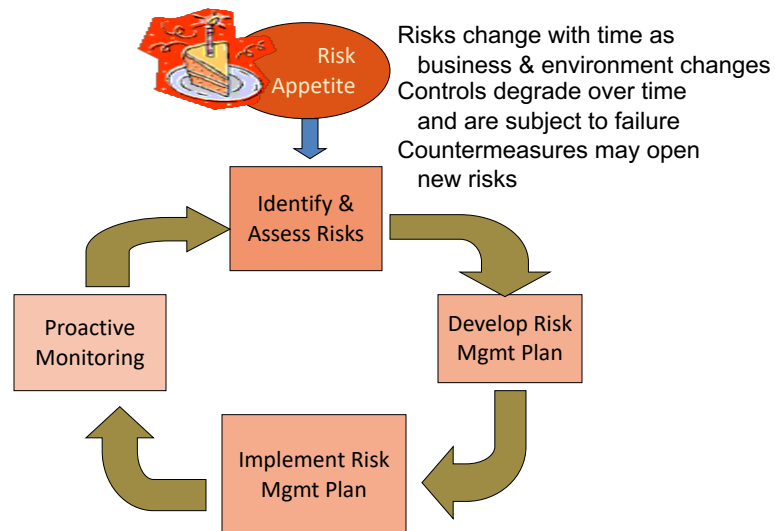 Risk
Appetite
Risks change with time as
business & environment changes
Controls degrade over time
and are subject to failure
Countermeasures may open
new risks
Identify &
Assess Risks
Develop Risk
Mgmt Plan
Implement Risk
Mgmt Plan
Proactive
Monitoring